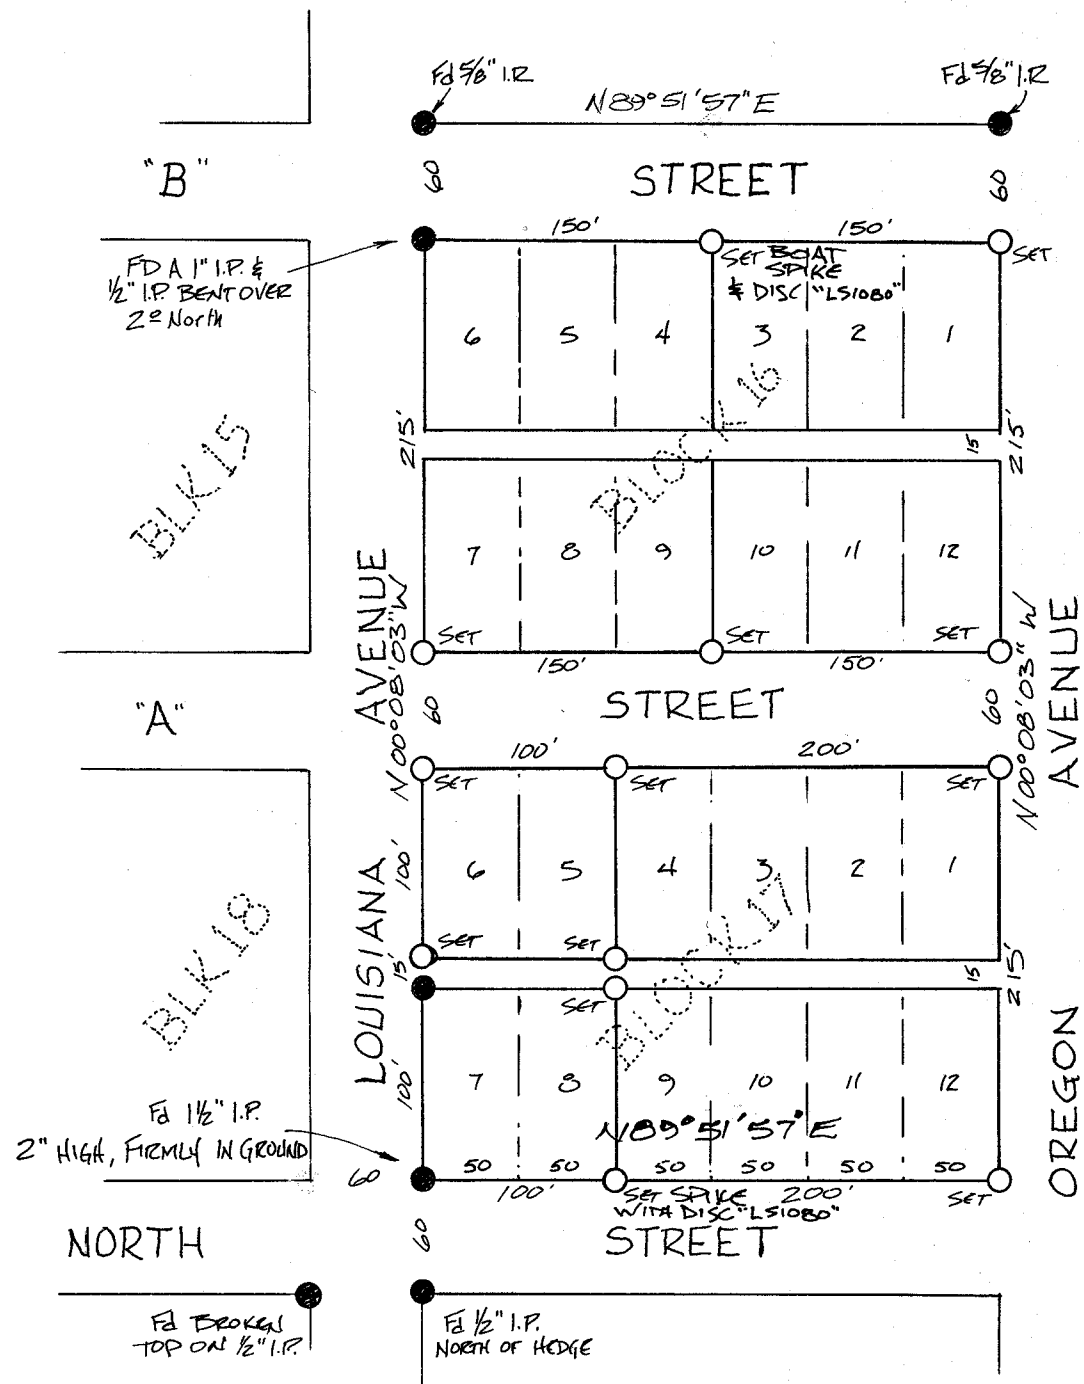 Fd 5/8" I.R
Fd 5/8" I.R
N 89° 51' 57" E
"B"
60
STREET
60
150'
150'
FD A 1" I.P. &
1/2" I.P. BENT OVER
2º North
SET BOAT
SPIKE
& DISC "LS1080"
SET
6
5
4
3
2
1
BLOCK 16
BLK 15
215'
15
215'
7
8
9
10
11
12
SET
SET
SET
150'
150'
AVENUE
N 00° 08' 03" W
"A"
60
STREET
60
N 00° 08' 03" W
AVENUE
100'
200'
SET
SET
SET
6
5
4
3
2
1
100'
LOUISIANA
BLOCK 17
BLK 18
SET
SET
15'
SET
15
215'
7
8
9
10
11
12
100'
OREGON
Fd 1 1/2" I.P.
2" HIGH, FIRMLY IN GROUND
N 89° 51' 57" E
60
50
50
50
50
50
50
100'
SET SPIKE
WITH DISC "LS1080"
200'
SET
NORTH
60
STREET
Fd BROKEN
TOP ON 1/2" I.P.
Fd 1/2" I.P.
NORTH OF HEDGE